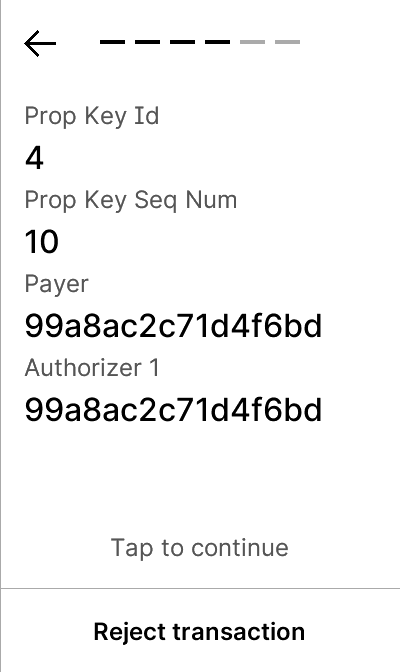 Prop Key Id
4
Prop Key Seq Num
10
Payer
99a8ac2c71d4f6bd
Authorizer 1
99a8ac2c71d4f6bd
Tap to continue
Reject transaction